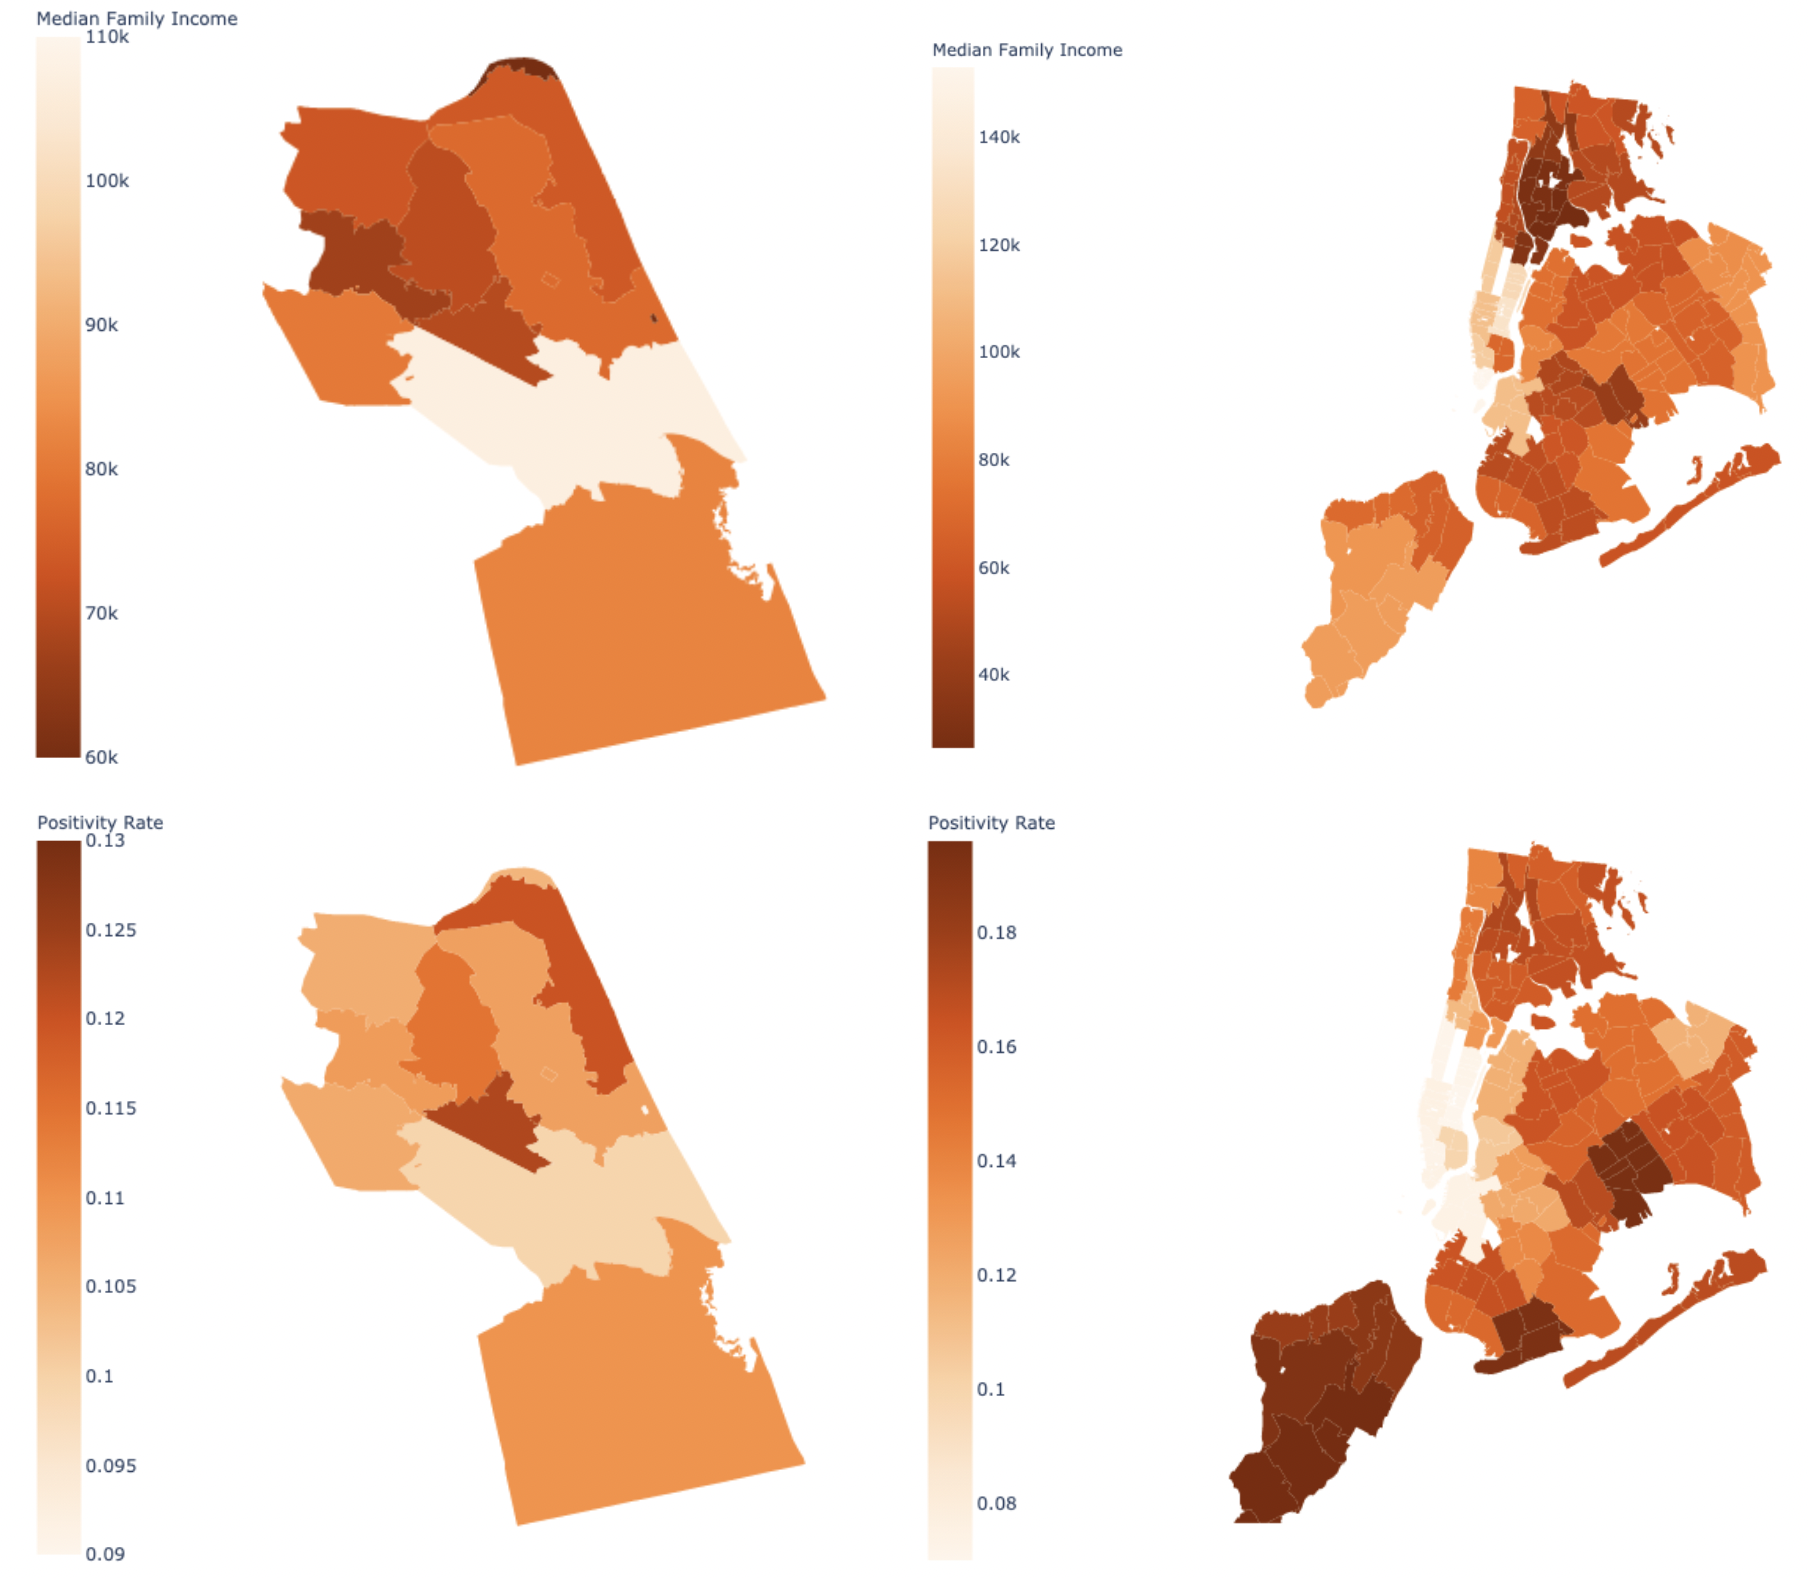 Median Family Income
110k
100k
90k
80k
70k
60k
Median Family Income
140k
120k
100k
80k
60k
40k
Positivity Rate
0.13
0.125
0.12
0.115
0.11
0.105
0.1
0.095
0.09
Positivity Rate
0.18
0.16
0.14
0.12
0.1
0.08